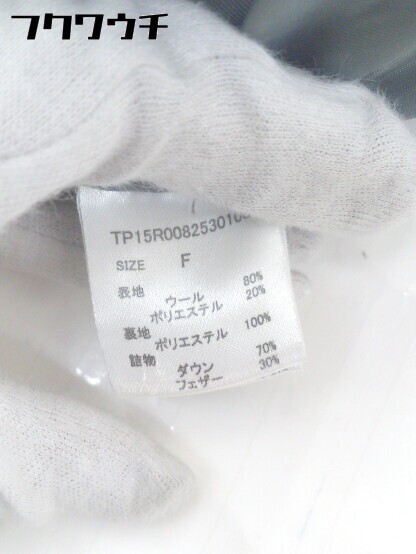 フクワウチ
TP15R008253010
SIZE F
表地 ウール 80%
ポリエステル 20%
裏地 ポリエステル 100%
詰物 ダウン 70%
フェザー 30%